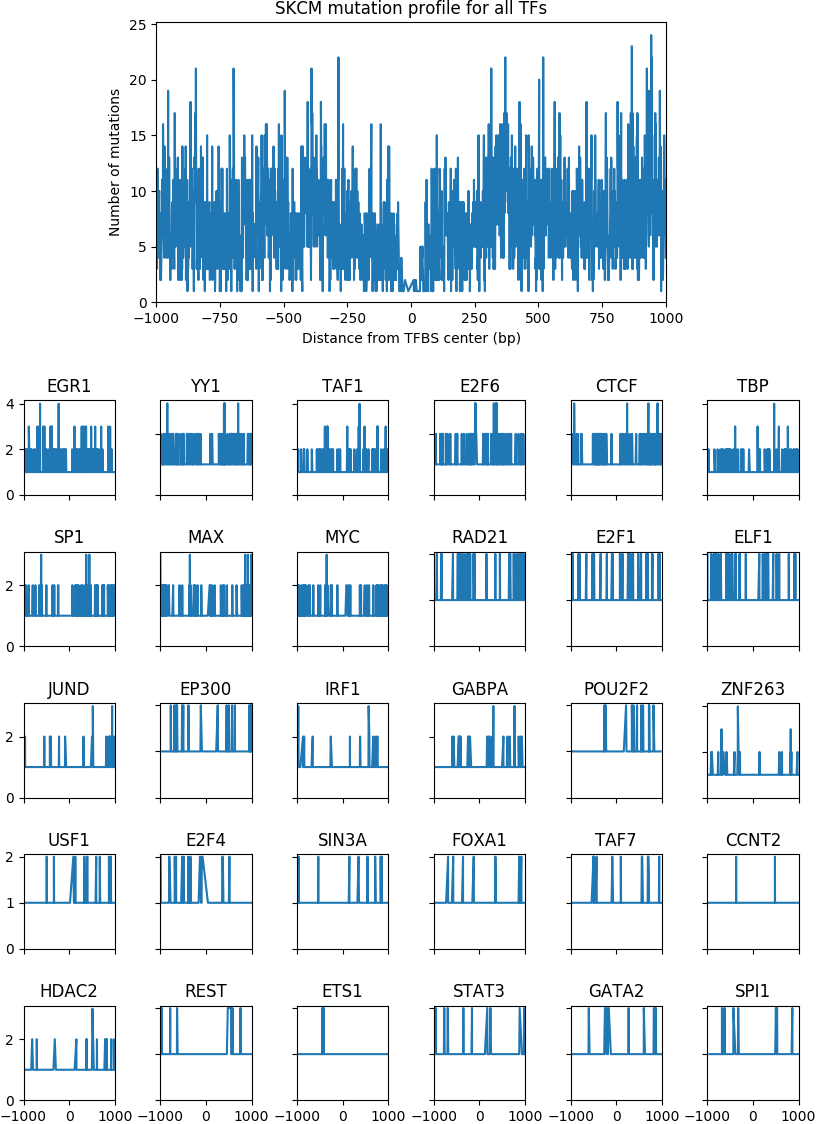 SKCM mutation profile for all TFs
25
20
15
10
5
0
Number of mutations
−1000 −750 −500 −250 0 250 500 750 1000
Distance from TFBS center (bp)
EGR1 YY1 TAF1 E2F6 CTCF TBP
4
2
0
SP1 MAX MYC RAD21 E2F1 ELF1
2
0
JUND EP300 IRF1 GABPA POU2F2 ZNF263
2
0
USF1 E2F4 SIN3A FOXA1 TAF7 CCNT2
2
1
0
HDAC2 REST ETS1 STAT3 GATA2 SPI1
2
0
−1000 0 1000 −1000 0 1000 −1000 0 1000 −1000 0 1000 −1000 0 1000 −1000 0 1000